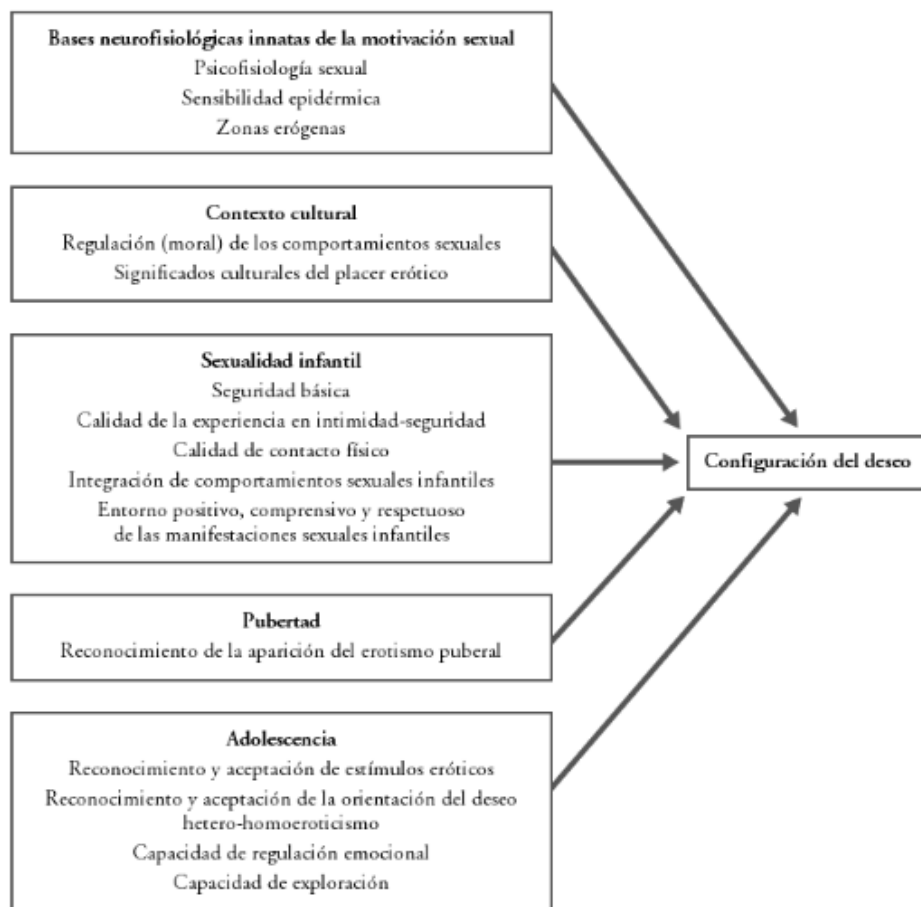 Bases neurofisiológicas innatas de la motivación sexual
Psicofisiología sexual
Sensibilidad epidérmica
Zonas erógenas
Contexto cultural
Regulación (moral) de los comportamientos sexuales
Significados culturales del placer erótico
Sexualidad infantil
Seguridad básica
Calidad de la experiencia en intimidad-seguridad
Calidad de contacto físico
Integración de comportamientos sexuales infantiles
Entorno positivo, comprensivo y respetuoso
de las manifestaciones sexuales infantiles
Pubertad
Reconocimiento de la aparición del erotismo puberal
Adolescencia
Reconocimiento y aceptación de estímulos eróticos
Reconocimiento y aceptación de la orientación del deseo
hetero-homoeroticismo
Capacidad de regulación emocional
Capacidad de exploración
Configuración del deseo